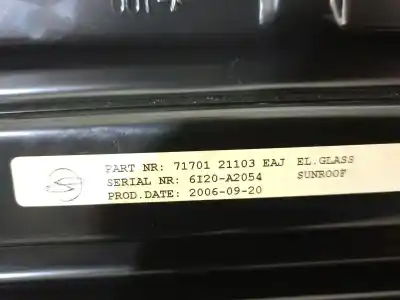 PART NR: 71701 21103 EAJ EL.GLASS
SERIAL NR: 6I20-A2054 SUNROOF
PROD.DATE: 2006-09-20